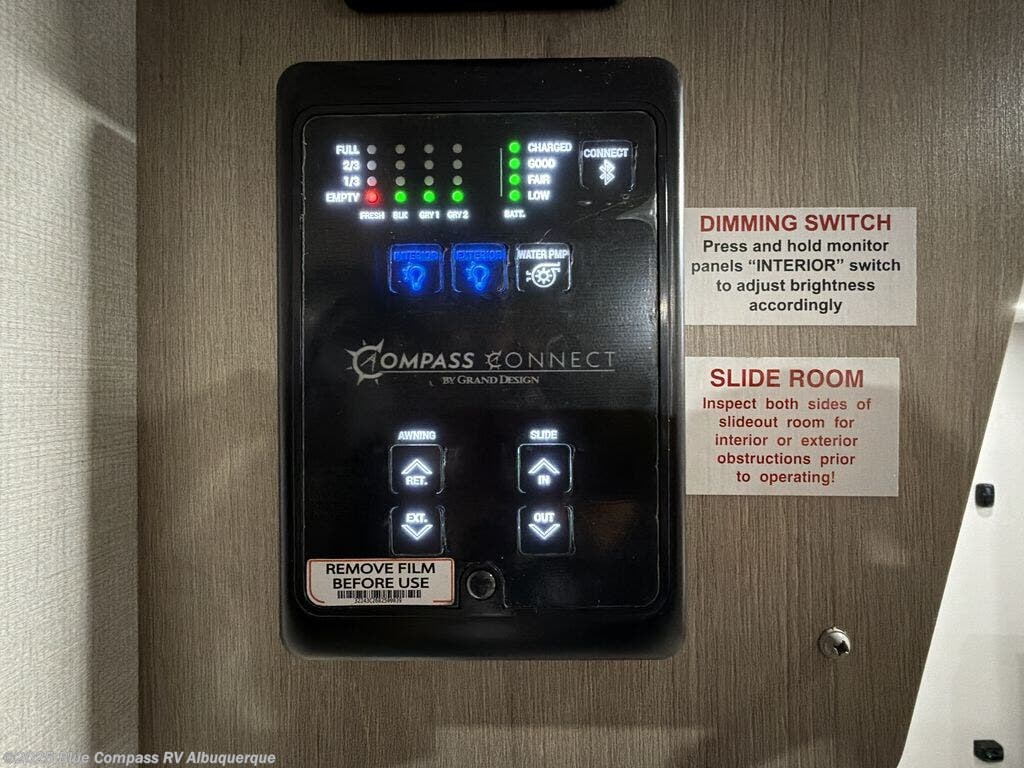 FULL
2/3
1/3
EMPTY
FRESH BLK GRY 1 GRY 2
CHARGED
GOOD
FAIR
LOW
BATT.
CONNECT
INTERIOR EXTERIOR WATER PMP
COMPASS CONNECT
BY GRAND DESIGN
AWNING SLIDE
RET. IN
EXT. OUT
REMOVE FILM
BEFORE USE
DIMMING SWITCH
Press and hold monitor
panels “INTERIOR” switch
to adjust brightness
accordingly
SLIDE ROOM
Inspect both sides of
slideout room for
interior or exterior
obstructions prior
to operating!
©2025 Blue Compass RV Albuquerque